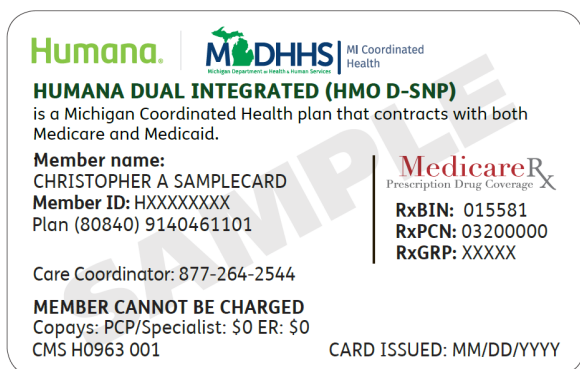 Humana.
MDHHS
Michigan Department of Health & Human Services
MI Coordinated
Health
HUMANA DUAL INTEGRATED (HMO D-SNP)
is a Michigan Coordinated Health plan that contracts with both
Medicare and Medicaid.
Member name:
CHRISTOPHER A SAMPLECARD
Member ID: HXXXXXXXX
Plan (80840) 9140461101
Care Coordinator: 877-264-2544
MEMBER CANNOT BE CHARGED
Copays: PCP/Specialist: $0 ER: $0
CMS H0963 001
MedicareRx
Prescription Drug Coverage
RxBIN: 015581
RxPCN: 03200000
RxGRP: XXXXX
CARD ISSUED: MM/DD/YYYY
SAMPLE